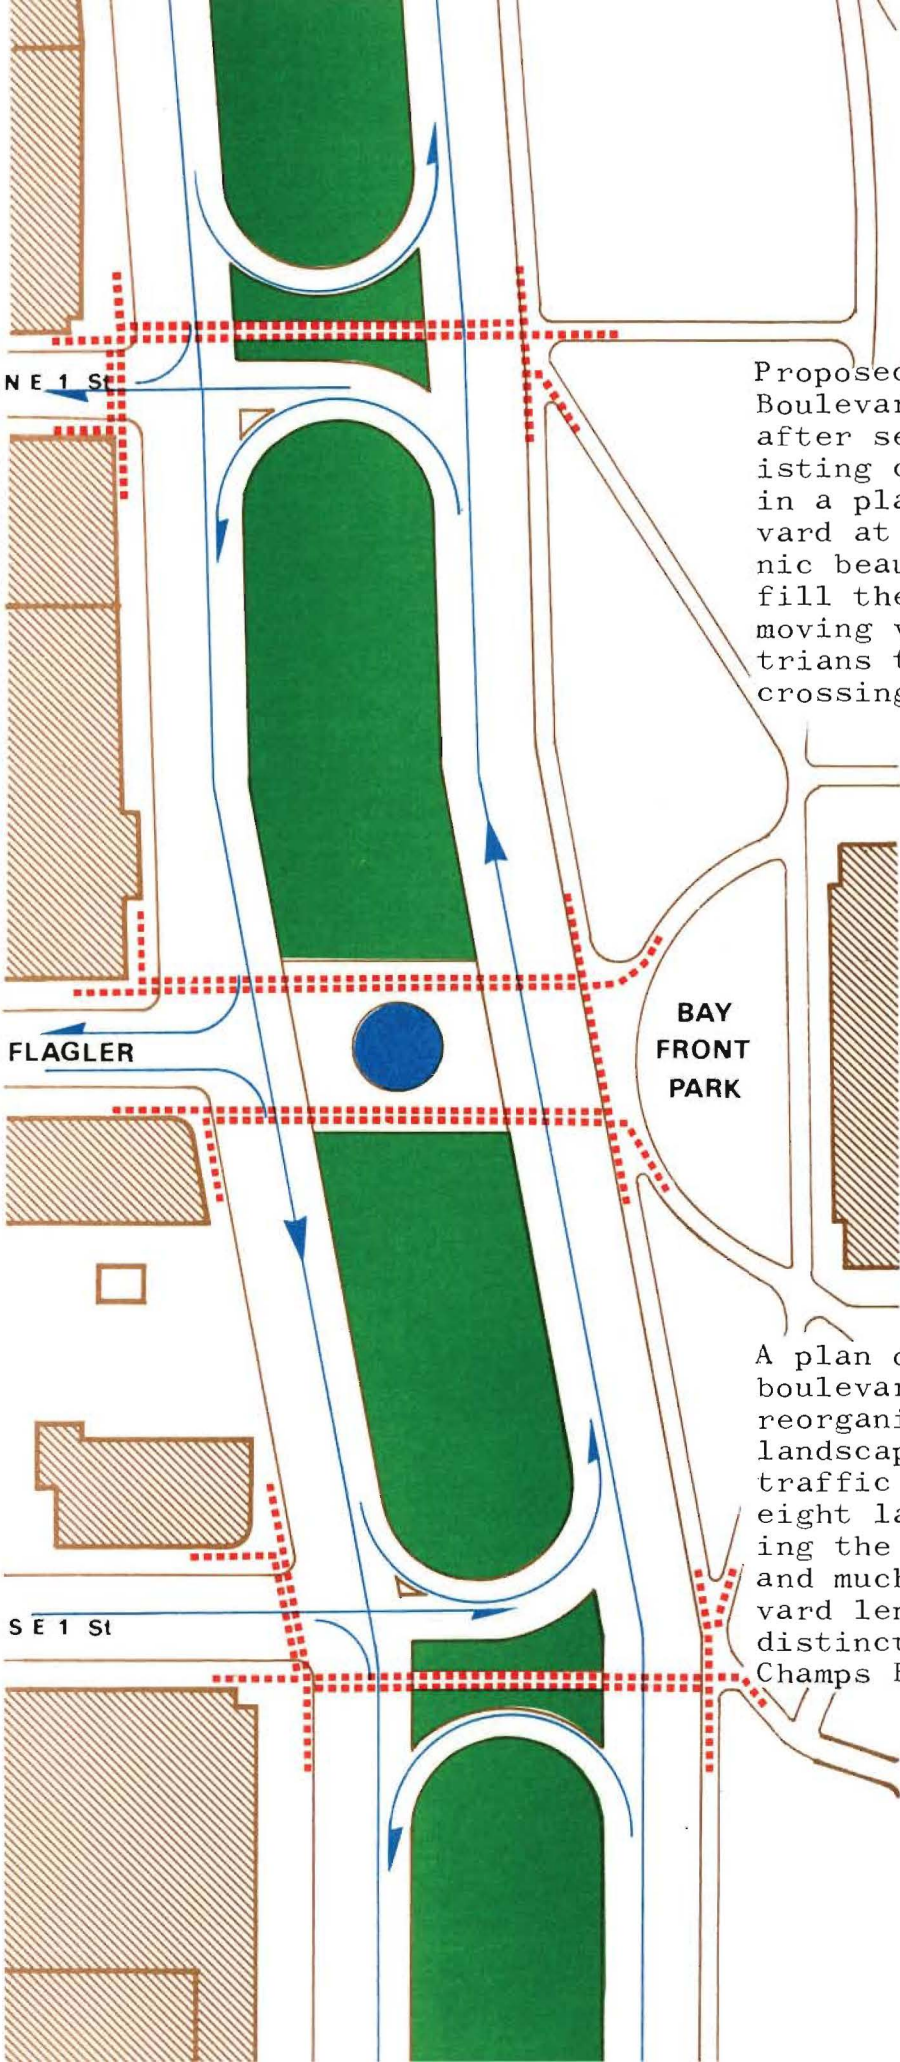 N E 1 St
Proposed
Boulevar
after se
isting
in a pla
vard at
nic beau
fill the
moving
trians
crossing
BAY
FRONT
PARK
FLAGLER
A plan
boulevar
reorgani
landscap
traffic
eight la
ing the
and much
vard len
distinct
Champs
S E 1 St